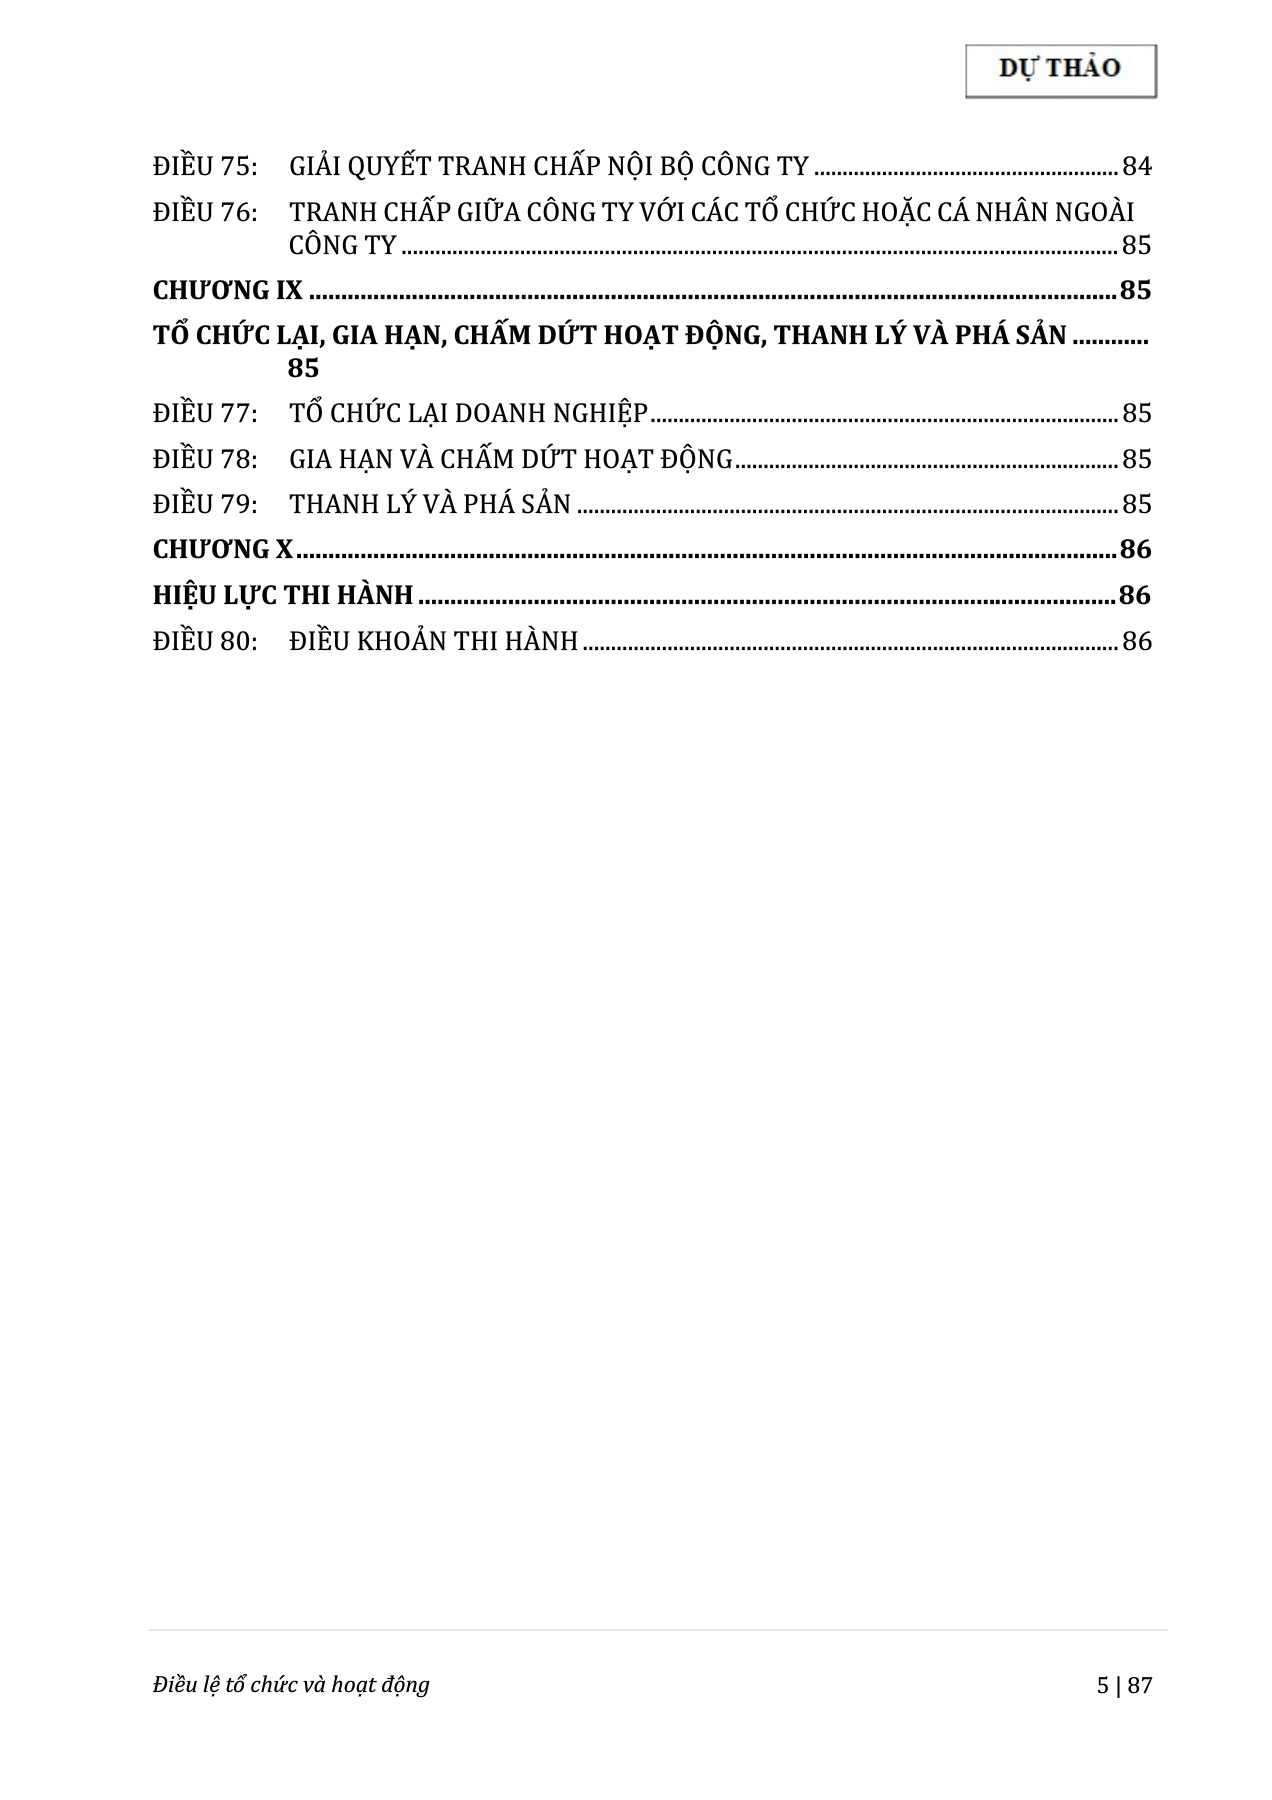 DỰ THẢO
ĐIỀU 75: GIẢI QUYẾT TRANH CHẤP NỘI BỘ CÔNG TY ........................................................ 84
ĐIỀU 76: TRANH CHẤP GIỮA CÔNG TY VỚI CÁC TỔ CHỨC HOẶC CÁ NHÂN NGOÀI
CÔNG TY ........................................................ 85
CHƯƠNG IX ........................................................ 85
TỔ CHỨC LẠI, GIA HẠN, CHẤM DỨT HOẠT ĐỘNG, THANH LÝ VÀ PHÁ SẢN ............
85
ĐIỀU 77: TỔ CHỨC LẠI DOANH NGHIỆP ........................................................ 85
ĐIỀU 78: GIA HẠN VÀ CHẤM DỨT HOẠT ĐỘNG ........................................................ 85
ĐIỀU 79: THANH LÝ VÀ PHÁ SẢN ........................................................ 85
CHƯƠNG X ........................................................ 86
HIỆU LỰC THI HÀNH ........................................................ 86
ĐIỀU 80: ĐIỀU KHOẢN THI HÀNH ........................................................ 86
Điều lệ tổ chức và hoạt động 5 | 87